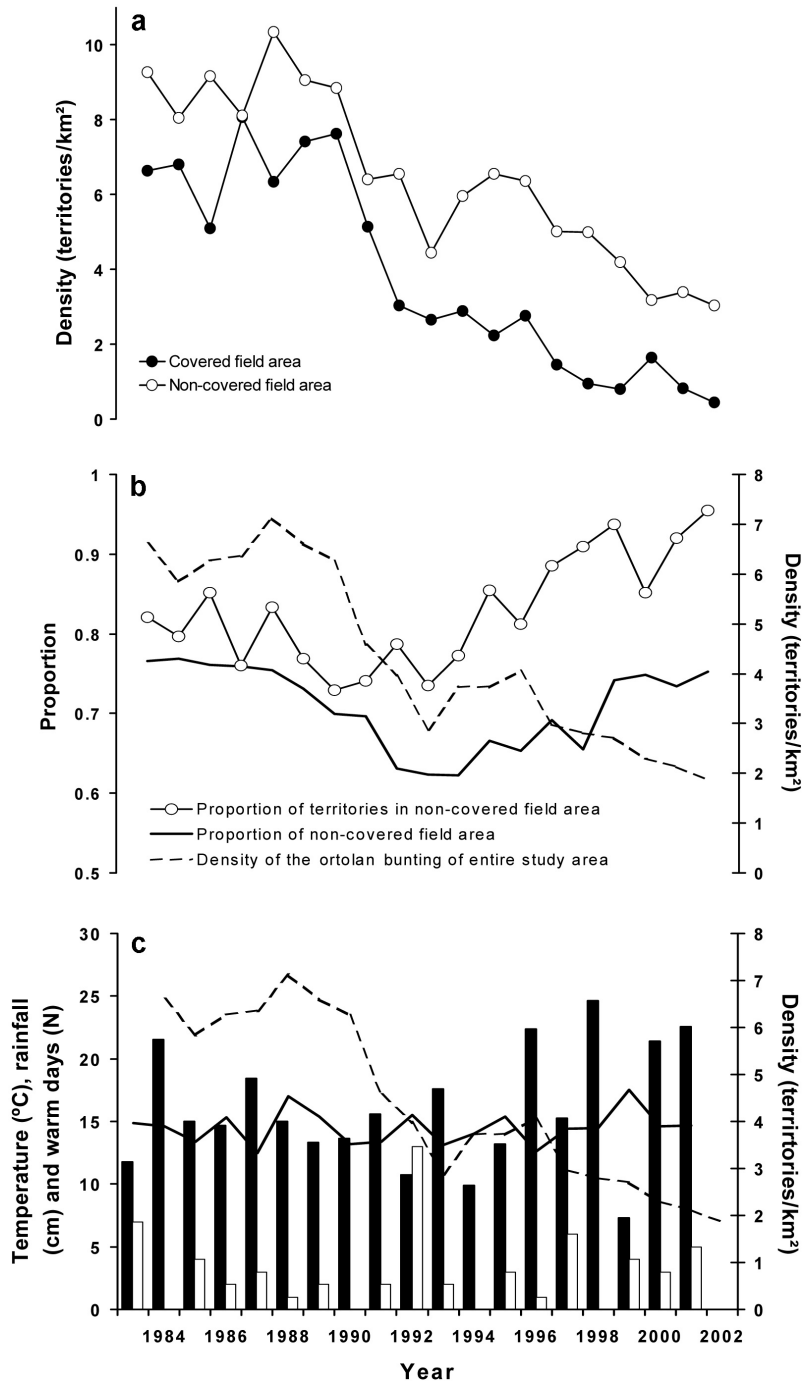 a
10
8
6
4
2
0
Density (territories/km²)
Covered field area
Non-covered field area
b
1
0.9
0.8
0.7
0.6
0.5
Proportion
8
7
6
5
4
3
2
1
0
Density (territories/km²)
Proportion of territories in non-covered field area
Proportion of non-covered field area
Density of the ortolan bunting of entire study area
c
30
25
20
15
10
5
0
Temperature (ºC), rainfall
(cm) and warm days (N)
8
7
6
5
4
3
2
1
0
Density (terrirtories/km²)
1984 1986 1988 1990 1992 1994 1996 1998 2000 2002
Year